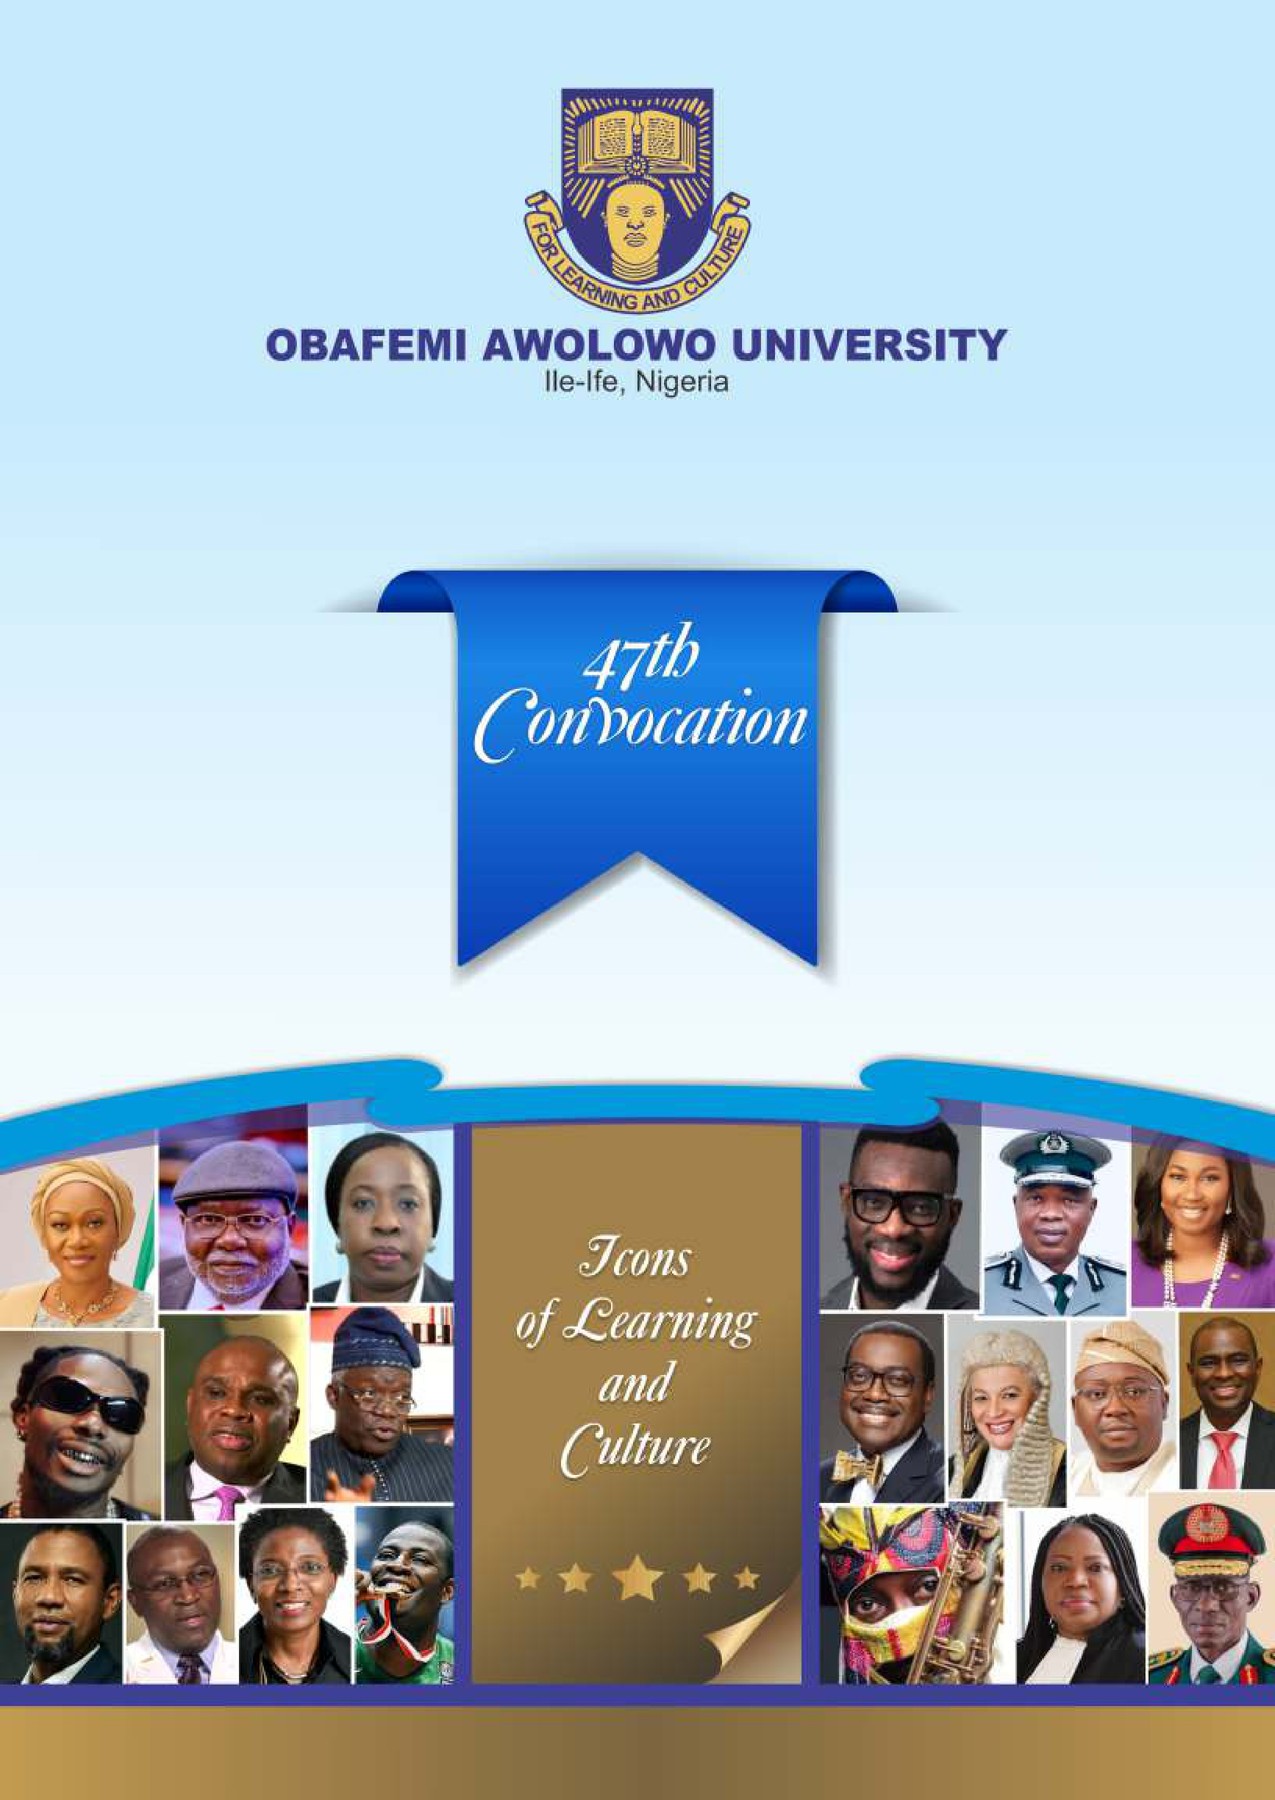 FOR LEARNING AND CULTURE
OBAFEMI AWOLOWO UNIVERSITY
Ile-Ife, Nigeria
47th
Convocation
Icons
of Learning
and
Culture